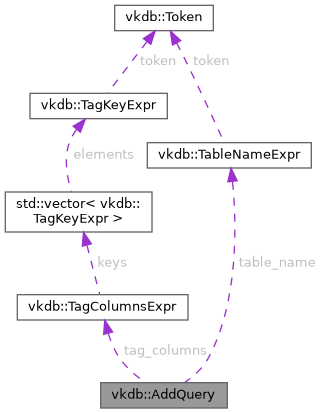 vkdb::Token
token
token
vkdb::TagKeyExpr
elements
vkdb::TableNameExpr
std::vector< vkdb::
TagKeyExpr >
keys
table_name
vkdb::TagColumnsExpr
tag_columns
vkdb::AddQuery